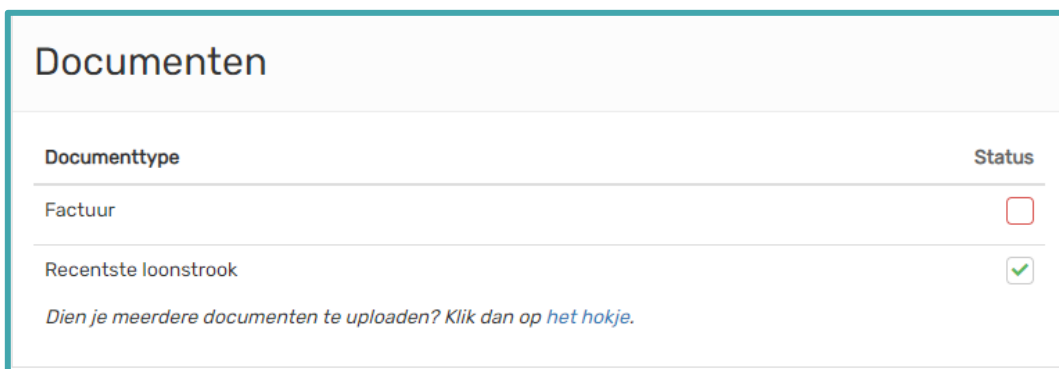 Documenten
Documenttype Status
Factuur
Recentste loonstrook
Dien je meerdere documenten te uploaden? Klik dan op het hokje.